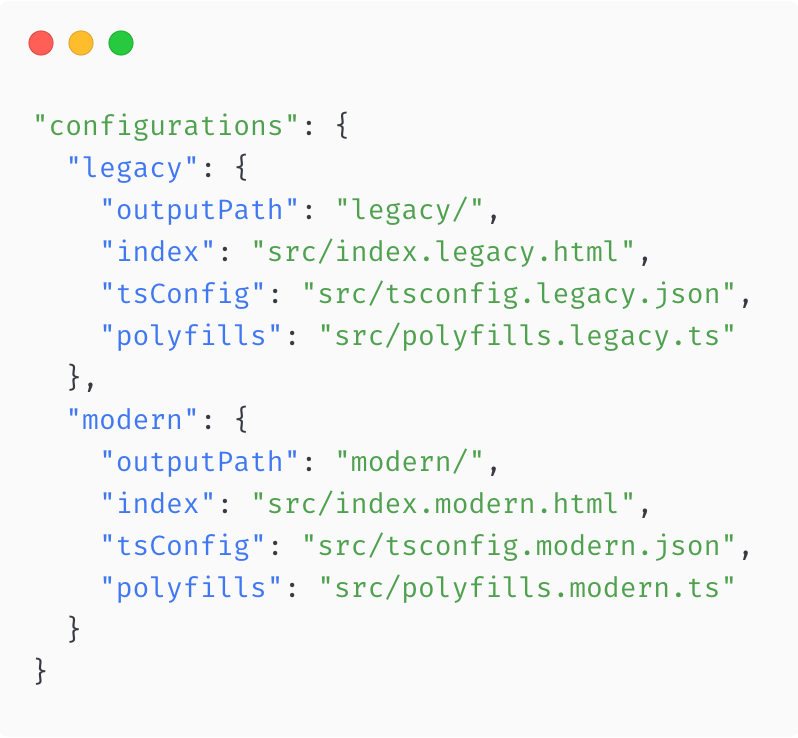 "configurations": {
  "legacy": {
    "outputPath": "legacy/",
    "index": "src/index.legacy.html",
    "tsConfig": "src/tsconfig.legacy.json",
    "polyfills": "src/polyfills.legacy.ts"
  },
  "modern": {
    "outputPath": "modern/",
    "index": "src/index.modern.html",
    "tsConfig": "src/tsconfig.modern.json",
    "polyfills": "src/polyfills.modern.ts"
  }
}